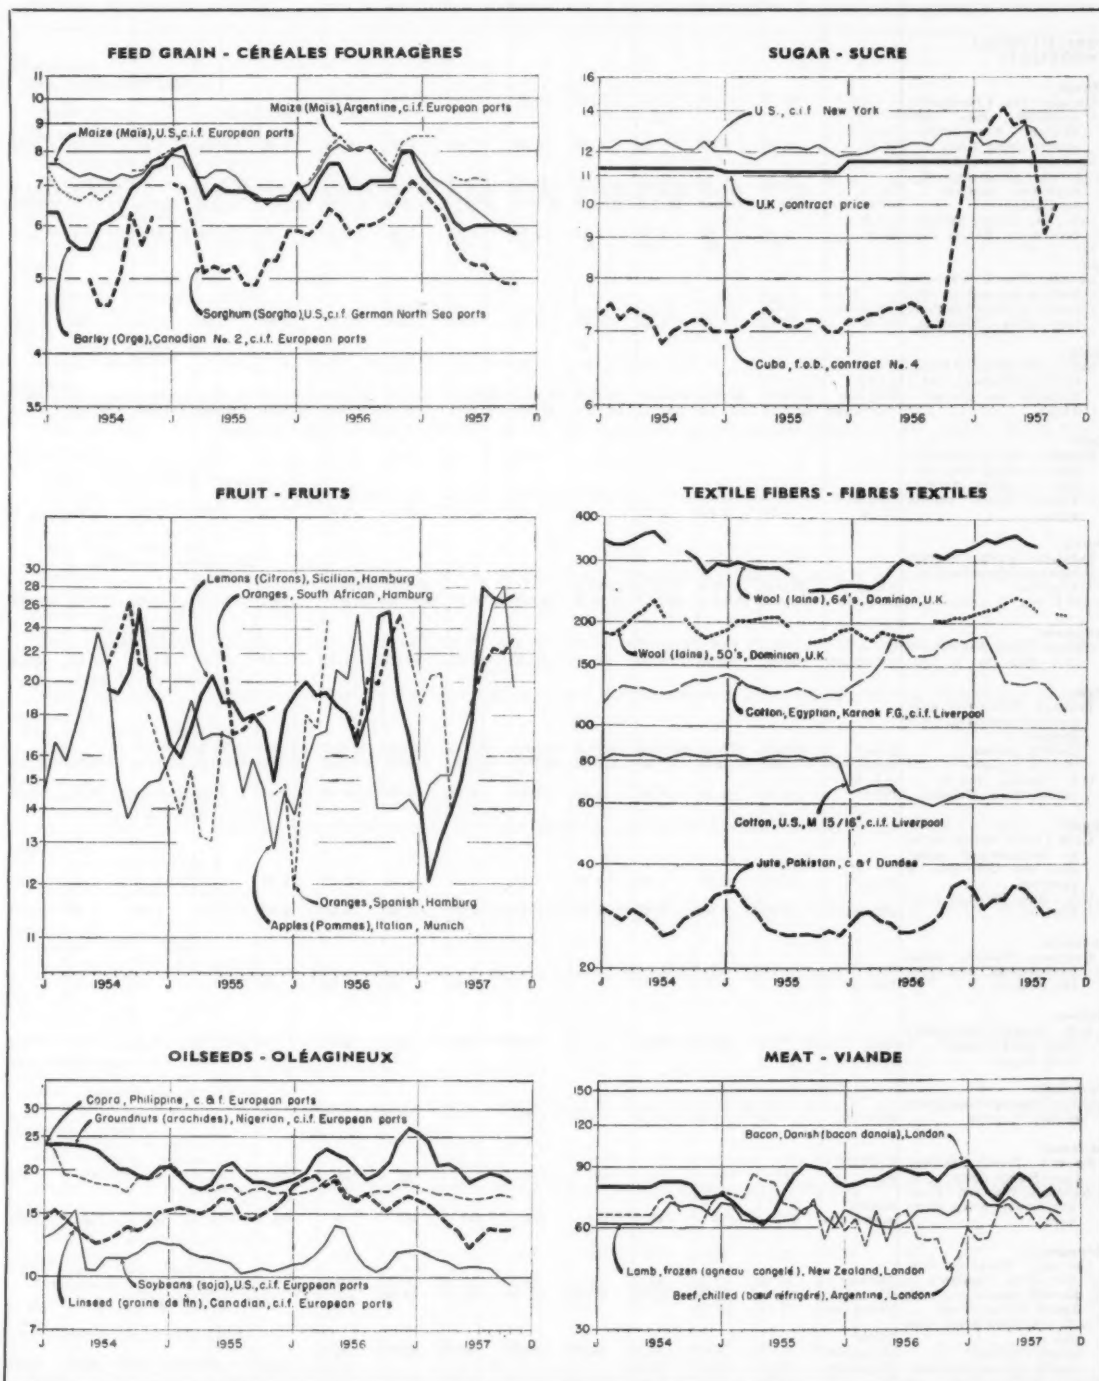 FEED GRAIN - CÉRÉALES FOURRAGÈRES
11
10
9
8
7
6
5
4
3.5
Maize (Maïs), Argentine, c.i.f. European ports
Maize (Maïs), U.S., c.i.f. European ports
Sorghum (Sorgho), U.S., c.i.f. German North Sea ports
Barley (Orge), Canadian No. 2, c.i.f. European ports
J 1954 J 1955 J 1956 J 1957 D
SUGAR - SUCRE
16
14
12
11
10
9
8
7
6
U.S., c.i.f. New York
U.K., contract price
Cuba, f.o.b., contract No. 4
J 1954 J 1955 J 1956 J 1957 D
FRUIT - FRUITS
30
28
26
24
22
20
18
16
15
14
13
12
11
Lemons (Citrons), Sicilian, Hamburg
Oranges, South African, Hamburg
Oranges, Spanish, Hamburg
Apples (Pommes), Italian, Munich
J 1954 J 1955 J 1956 J 1957 D
TEXTILE FIBERS - FIBRES TEXTILES
400
300
200
150
100
80
60
40
20
Wool (laine), 64's, Dominion, U.K.
Wool (laine), 50's, Dominion, U.K.
Cotton, Egyptian, Karnak F.G., c.i.f. Liverpool
Cotton, U.S., M 15/16", c.i.f. Liverpool
Jute, Pakistan, c. & f. Dundee
J 1954 J 1955 J 1956 J 1957 D
OILSEEDS - OLÉAGINEUX
30
25
20
15
10
7
Copra, Philippine, c. & f. European ports
Groundnuts (arachides), Nigerian, c.i.f. European ports
Soybeans (soja), U.S., c.i.f. European ports
Linseed (graine de lin), Canadian, c.i.f. European ports
J 1954 J 1955 J 1956 J 1957 D
MEAT - VIANDE
150
120
90
60
30
Bacon, Danish (bacon danois), London
Lamb, frozen (agneau congelé), New Zealand, London
Beef, chilled (bœuf réfrigéré), Argentine, London
J 1954 J 1955 J 1956 J 1957 D